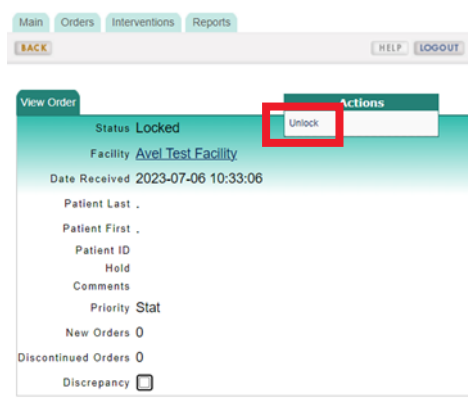 Main Orders Interventions Reports
BACK HELP LOGOUT
View Order Actions
Status Locked Unlock
Facility Avel Test Facility
Date Received 2023-07-06 10:33:06
Patient Last .
Patient First .
Patient ID
Hold
Comments
Priority Stat
New Orders 0
Discontinued Orders 0
Discrepancy